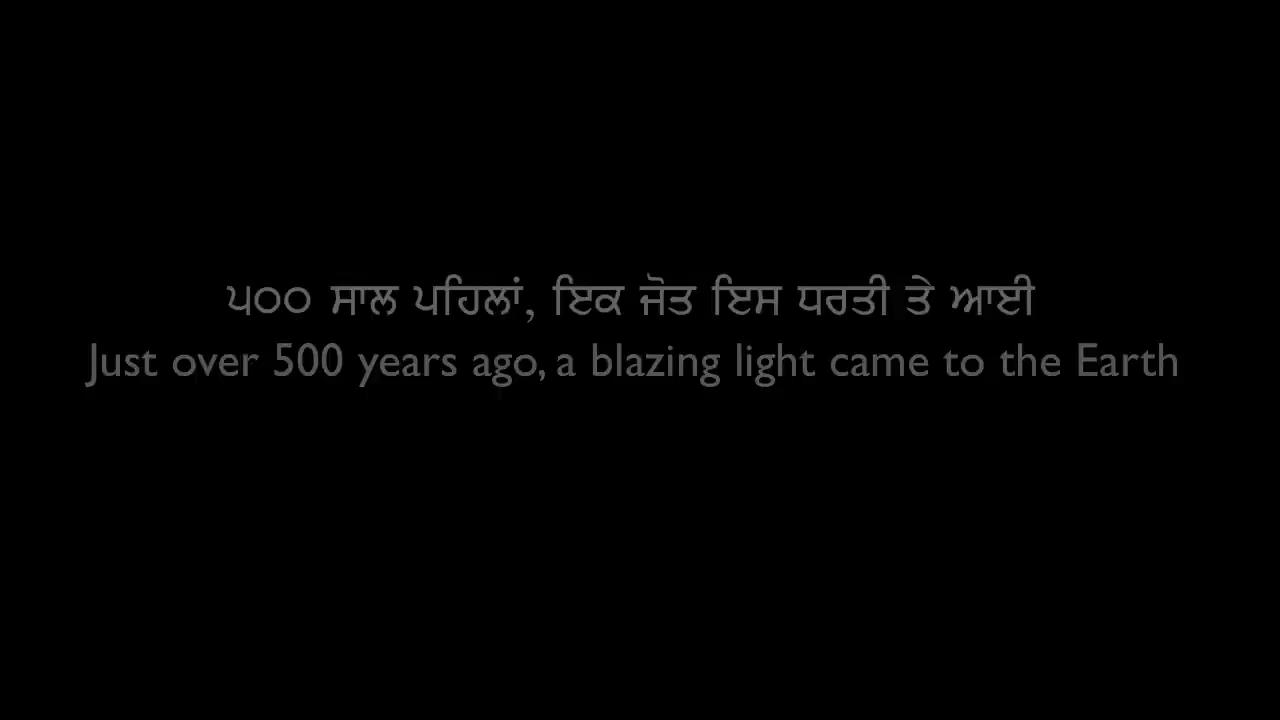 ੫੦੦ ਸਾਲ ਪਹਿਲਾਂ, ਇਕ ਜੋਤ ਇਸ ਧਰਤੀ ਤੇ ਆਈ
Just over 500 years ago, a blazing light came to the Earth